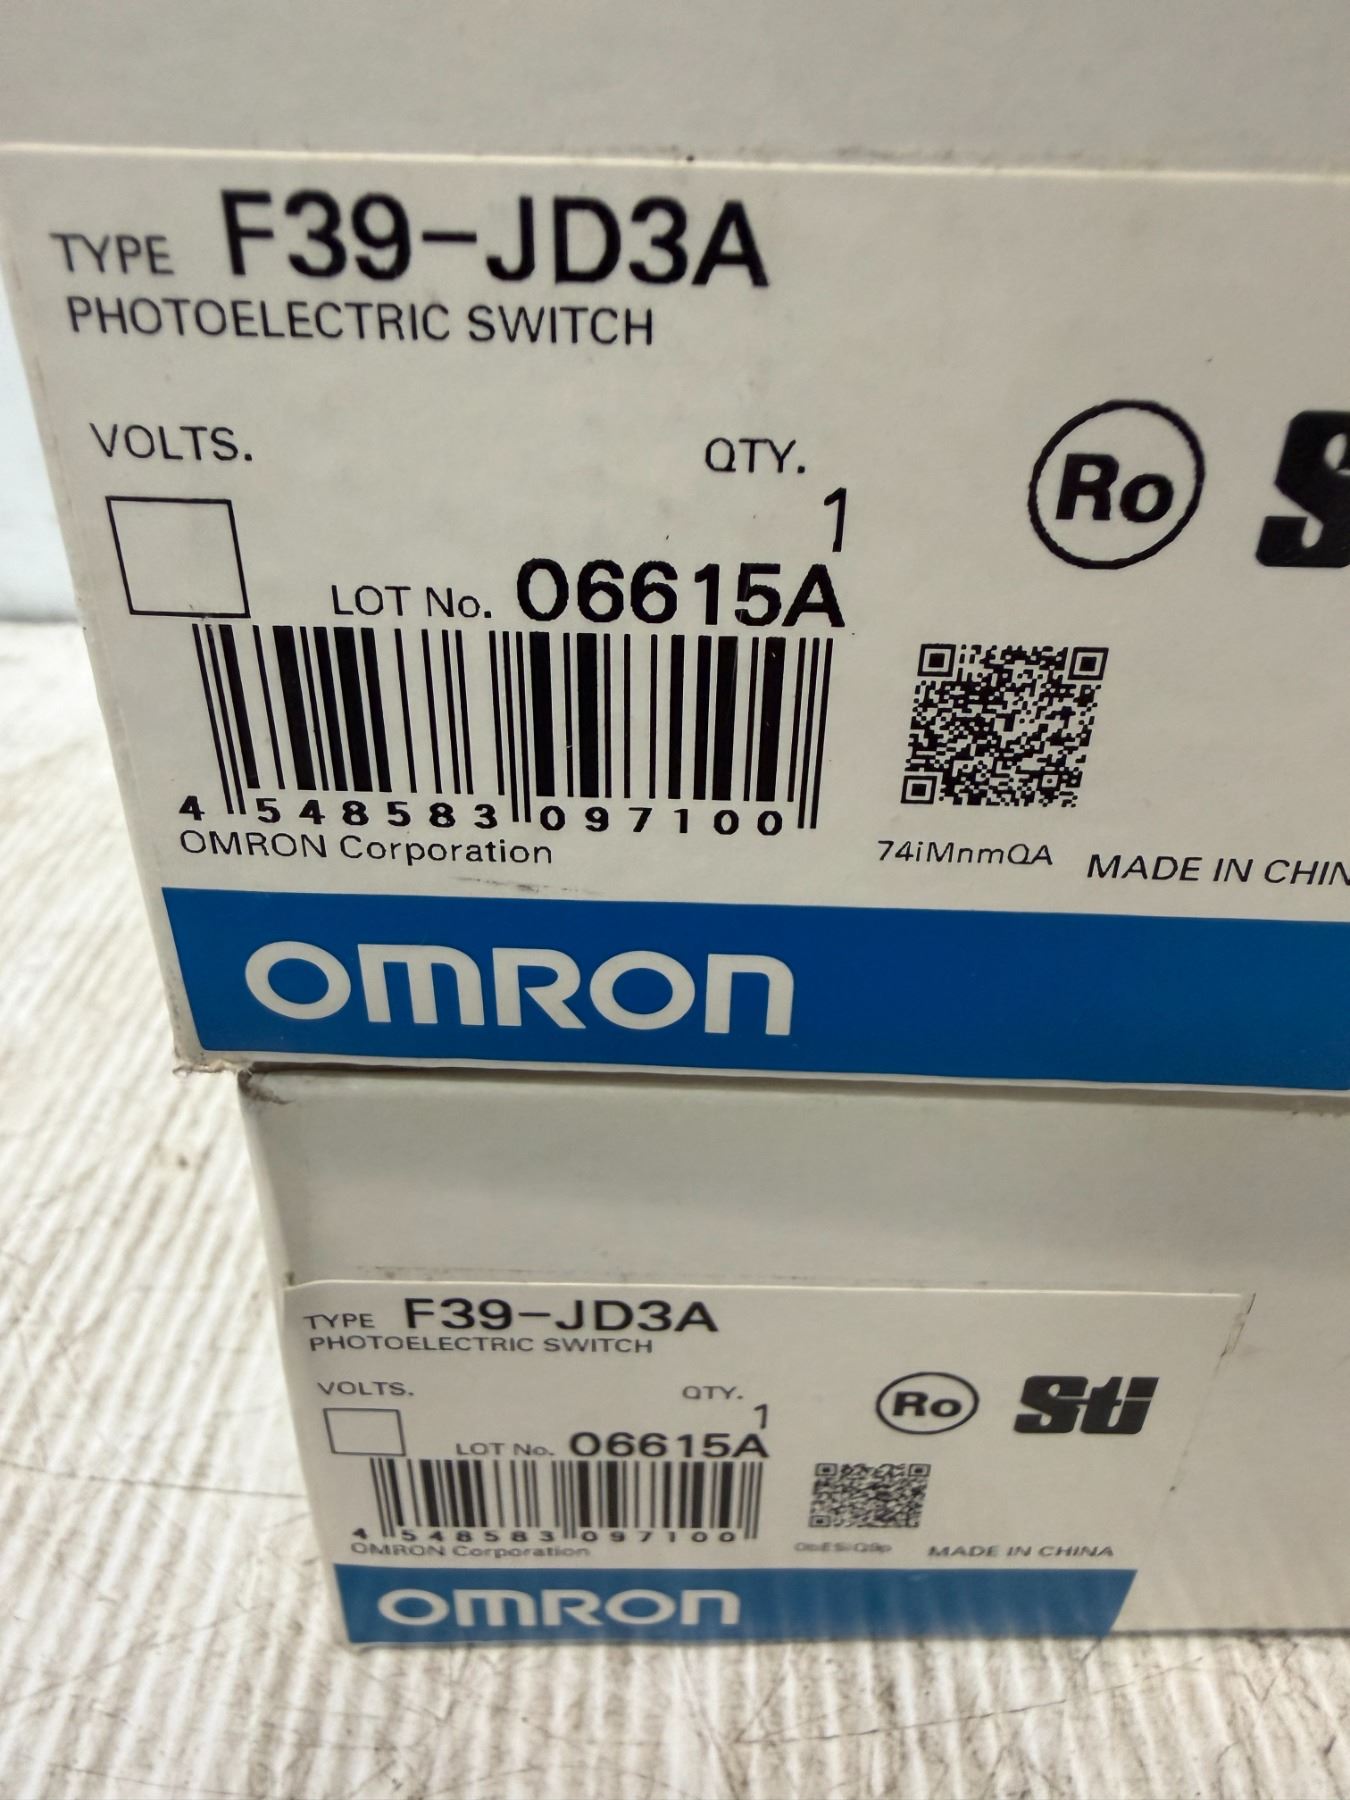 TYPE F39-JD3A
PHOTOELECTRIC SWITCH
VOLTS. QTY.
1
Ro
LOT No. 06615A
4 548583 097100
OMRON Corporation
74iMnmQA MADE IN CHIN
OMRON
TYPE F39-JD3A
PHOTOELECTRIC SWITCH
VOLTS. QTY.
1
Ro Sti
LOT No. 06615A
4 548583 097100
OMRON Corporation
MADE IN CHINA
OMRON